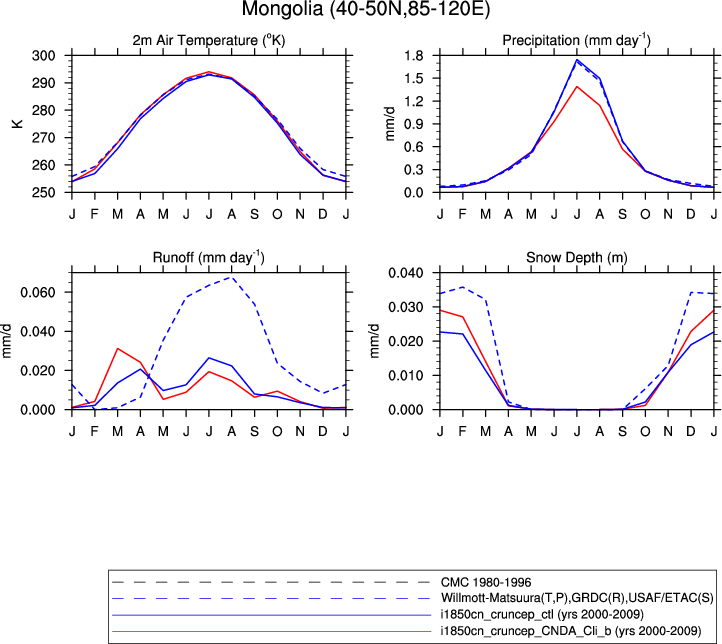 Mongolia (40-50N,85-120E)
2m Air Temperature (°K)
Precipitation (mm day⁻¹)
300
290
280
270
260
250
K
J F M A M J J A S O N D J
1.8
1.5
1.2
0.9
0.6
0.3
0.0
mm/d
J F M A M J J A S O N D J
Runoff (mm day⁻¹)
Snow Depth (m)
0.060
0.040
0.020
0.000
mm/d
J F M A M J J A S O N D J
0.040
0.030
0.020
0.010
0.000
mm/d
J F M A M J J A S O N D J
CMC 1980-1996
Willmott-Matsuura(T,P),GRDC(R),USAF/ETAC(S)
i1850cn_cruncep_ctl (yrs 2000-2009)
i1850cn_cruncep_CNDA_Cli_b (yrs 2000-2009)